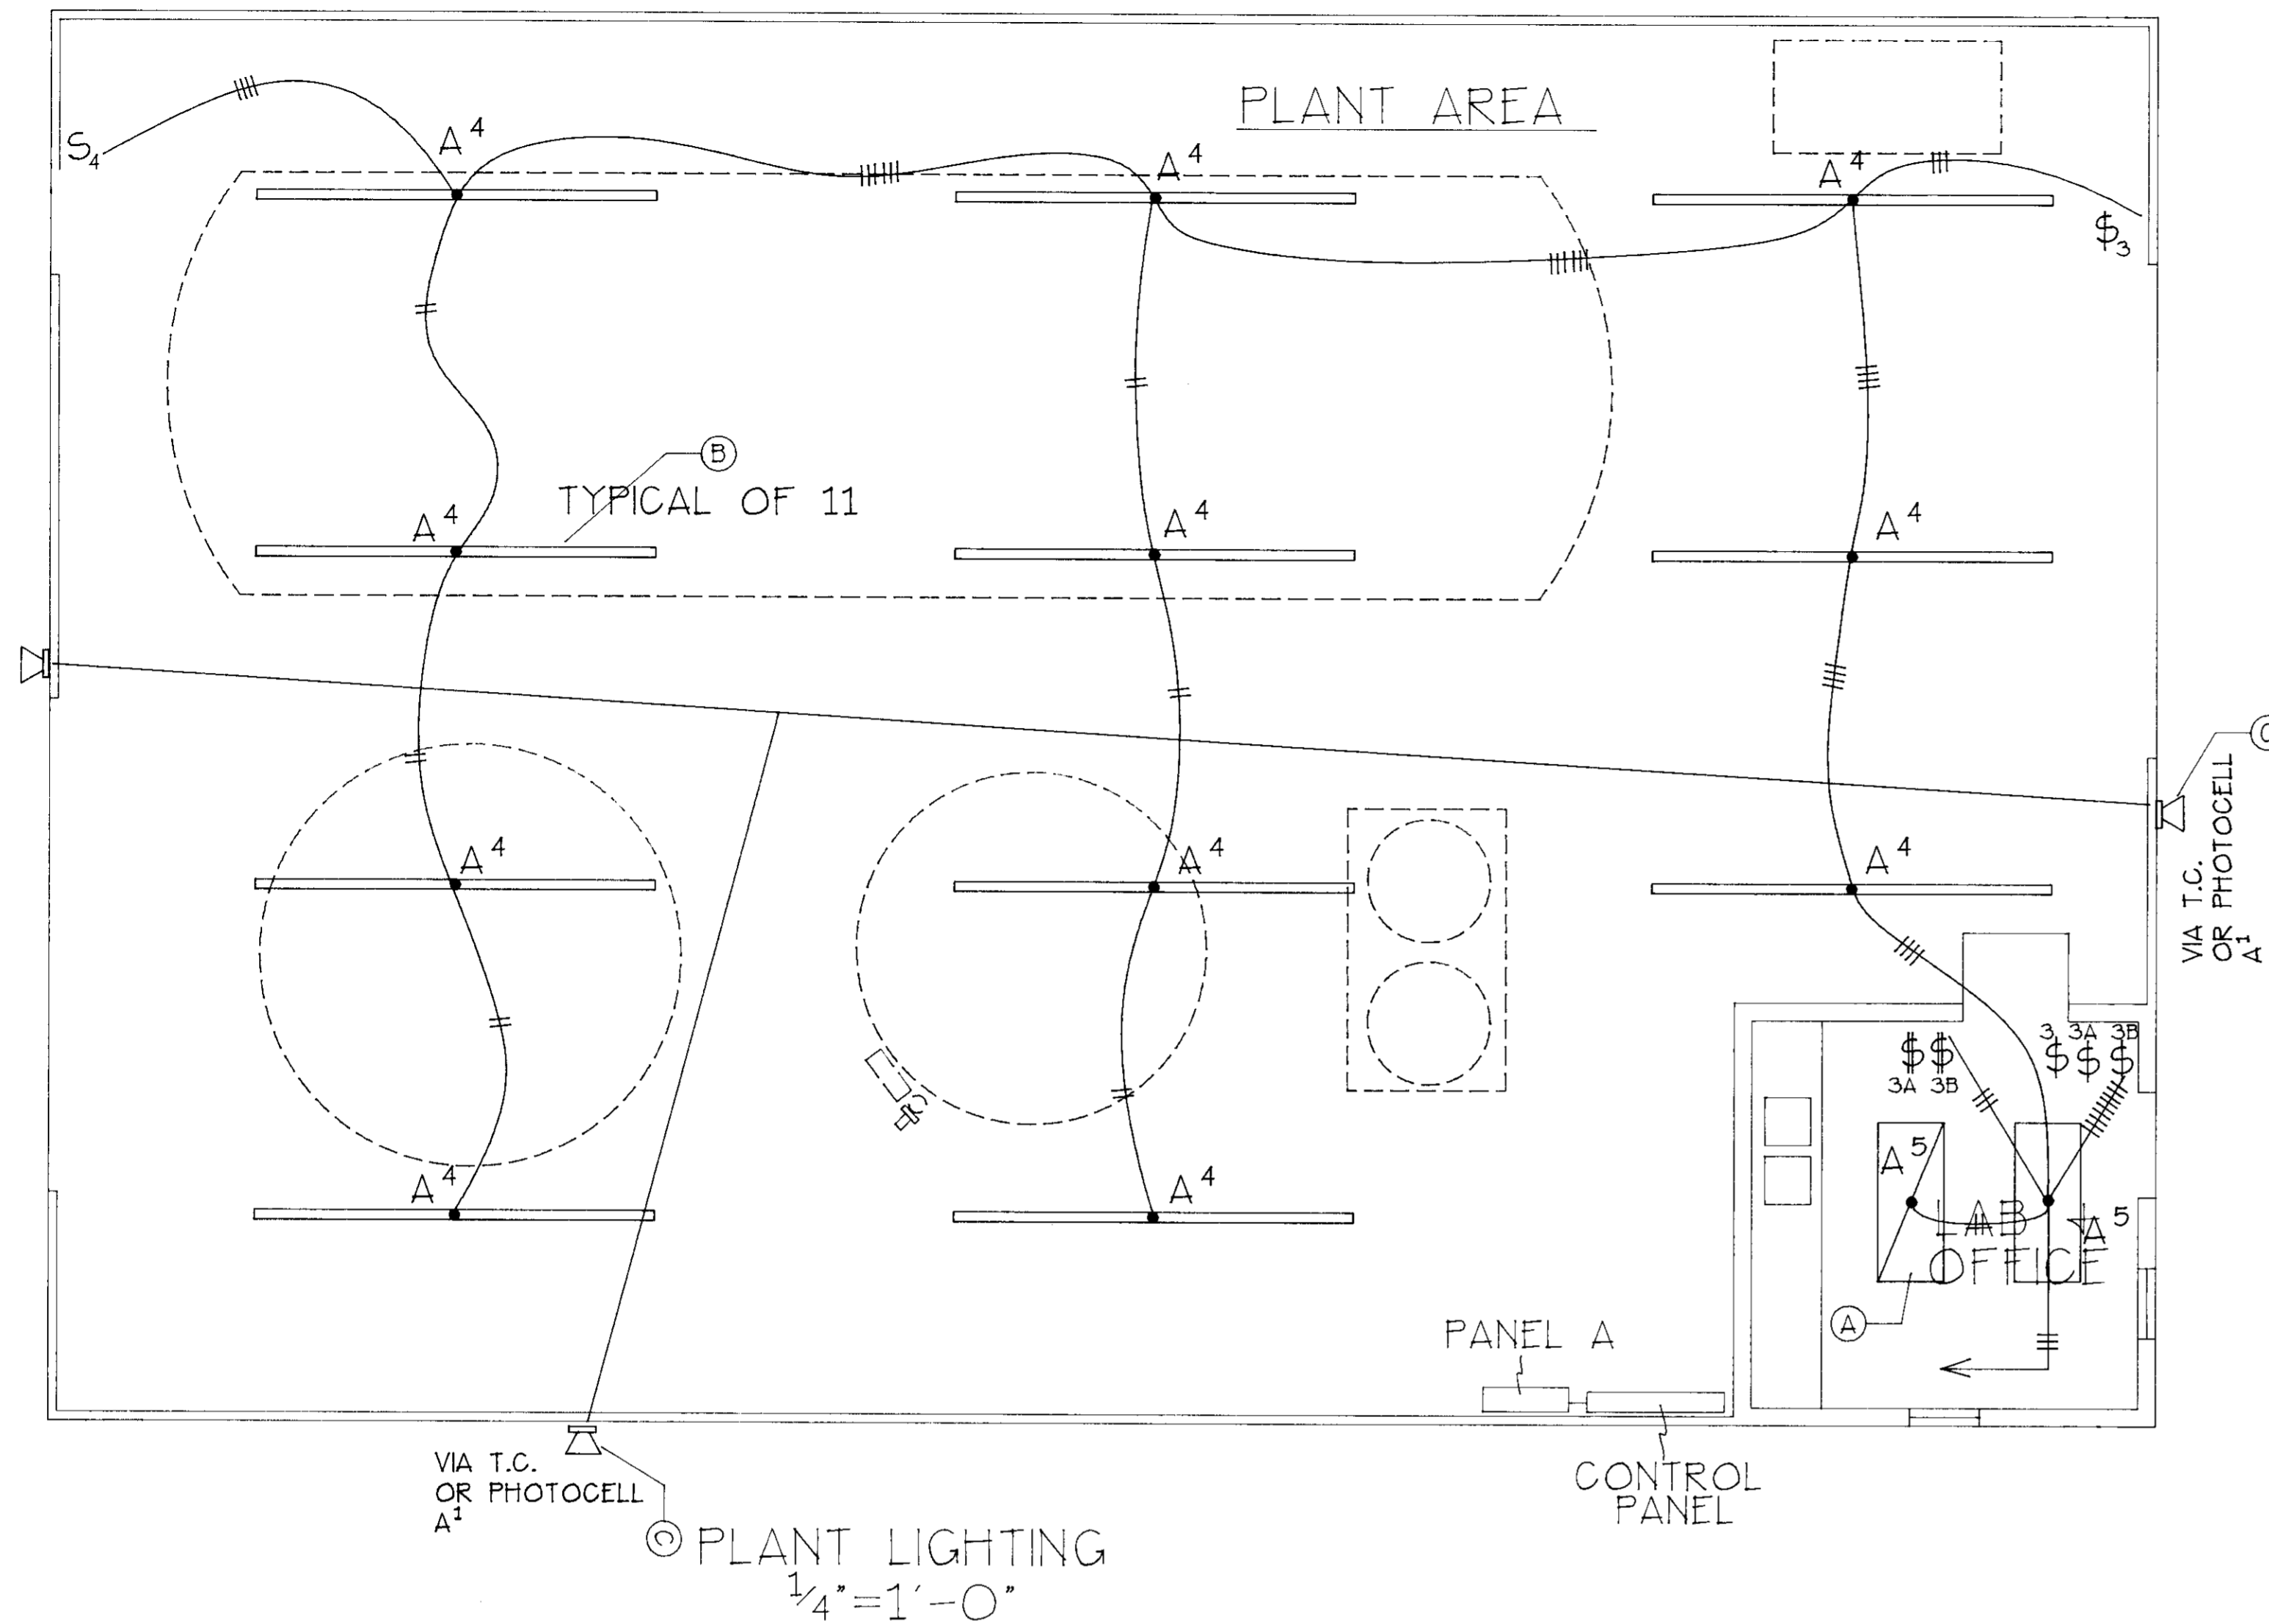 PLANT AREA
S4
A4
A4
A4
$3
B
TYPICAL OF 11
A4
A4
A4
C
VIA T.C.
OR PHOTOCELL
A1
A4
A4
A4
3 3A 3B
$$ $$$
3A 3B
A5
A4
A4
LAB
A5
OFFICE
A
PANEL A
CONTROL
PANEL
VIA T.C.
OR PHOTOCELL
A1
C
PLANT LIGHTING
1/4"=1'-0"